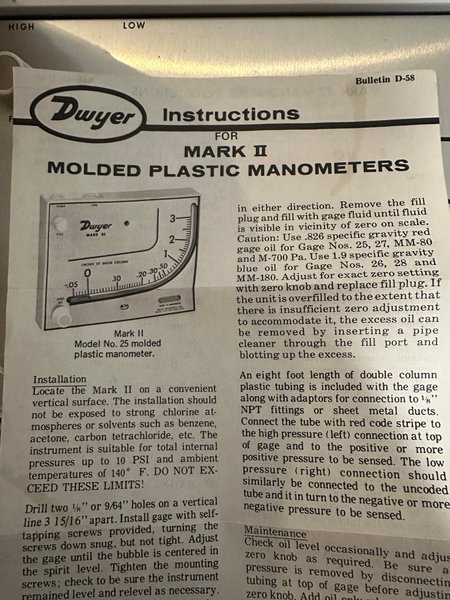 HIGH LOW
Bulletin D-58
Dwyer Instructions
FOR
MARK II
MOLDED PLASTIC MANOMETERS
Dwyer
MARK II
INCHES OF WATER COLUMN
3
2
1
.50
.30
.20
.10
0
-.05
Mark II
Model No. 25 molded
plastic manometer.
Installation
Locate the Mark II on a convenient
vertical surface. The installation should
not be exposed to strong chlorine at-
mospheres or solvents such as benzene,
acetone, carbon tetrachloride, etc. The
instrument is suitable for total internal
pressures up to 10 PSI and ambient
temperatures of 140° F. DO NOT EX-
CEED THESE LIMITS!
Drill two ⅛" or 9/64" holes on a vertical
line 3 15/16" apart. Install gage with self-
tapping screws provided, turning the
screws down snug, but not tight. Adjust
the gage until the bubble is centered in
the spirit level. Tighten the mounting
screws; check to be sure the instrument
remained level and relevel as necessary.
in either direction. Remove the fill
plug and fill with gage fluid until fluid
is visible in vicinity of zero on scale.
Caution: Use .826 specific gravity red
gage oil for Gage Nos. 25, 27, MM-80
and M-700 Pa. Use 1.9 specific gravity
blue oil for Gage Nos. 26, 28 and
MM-180. Adjust for exact zero setting
with zero knob and replace fill plug. If
the unit is overfilled to the extent that
there is insufficient zero adjustment
to accommodate it, the excess oil can
be removed by inserting a pipe
cleaner through the fill port and
blotting up the excess.
An eight foot length of double column
plastic tubing is included with the gage
along with adaptors for connection to ⅛"
NPT fittings or sheet metal ducts.
Connect the tube with red code stripe to
the high pressure (left) connection at top
of gage and to the positive or more
positive pressure to be sensed. The low
pressure (right) connection should
similarly be connected to the uncoded
tube and it in turn to the negative or more
negative pressure to be sensed.
Maintenance
Check oil level occasionally and adjus
zero knob as required. Be sure a
pressure is removed by disconnectin
tubing at top of gage before adjustin
zero knob. Add oil only